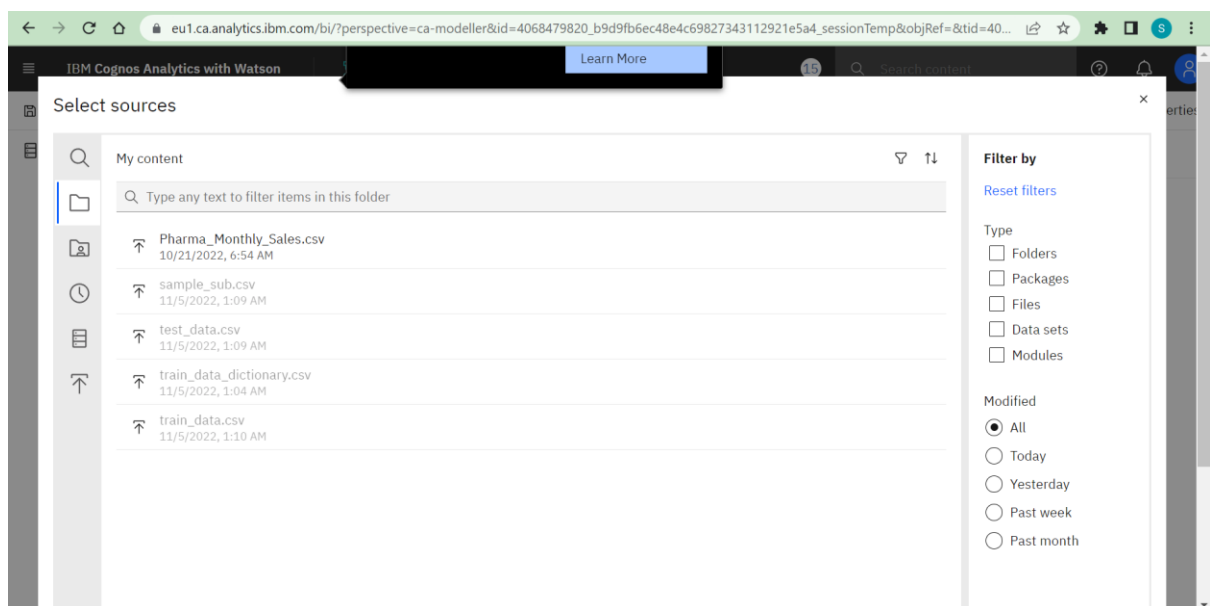 eu1.ca.analytics.ibm.com/bi/?perspective=ca-modeller&id=4068479820_b9d9fb6ec48e4c69827343112921e5a4_sessionTemp&objRef=&tid=40...
S
IBM Cognos Analytics with Watson
Learn More
15
Search content
Select sources
erties
My content
Filter by
Type any text to filter items in this folder
Reset filters
Pharma_Monthly_Sales.csv
10/21/2022, 6:54 AM
sample_sub.csv
11/5/2022, 1:09 AM
test_data.csv
11/5/2022, 1:09 AM
train_data_dictionary.csv
11/5/2022, 1:04 AM
train_data.csv
11/5/2022, 1:10 AM
Type
Folders
Packages
Files
Data sets
Modules
Modified
All
Today
Yesterday
Past week
Past month